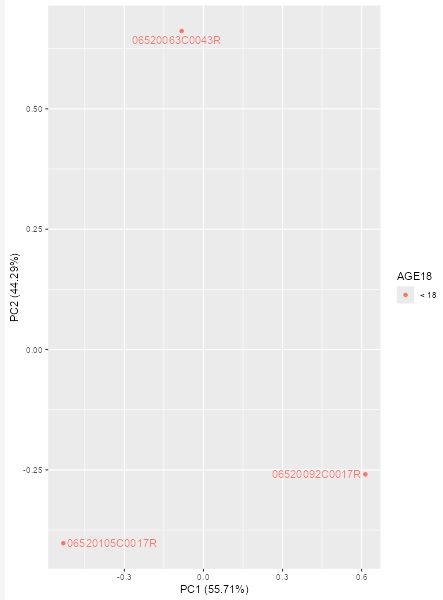 06520063C0043R
0.50
0.25
0.00
-0.25
PC2 (44.29%)
06520092C0017R
06520105C0017R
-0.3
0.0
0.3
0.6
PC1 (55.71%)
AGE18
< 18